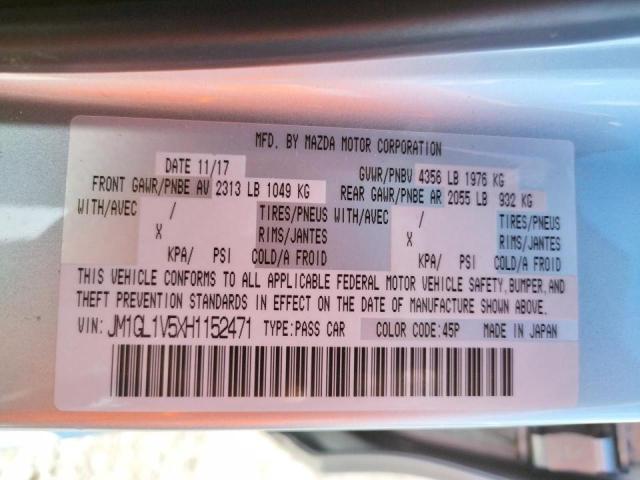 MFD. BY MAZDA MOTOR CORPORATION
DATE 11/17 GVWR/PNBV 4356 LB 1976 KG
FRONT GAWR/PNBE AV 2313 LB 1049 KG REAR GAWR/PNBE AR 2055 LB 932 KG
WITH/AVEC / TIRES/PNEUS WITH/AVEC / TIRES/PNEUS
X RIMS/JANTES X RIMS/JANTES
KPA/ PSI COLD/A FROID KPA/ PSI COLD/A FROID
THIS VEHICLE CONFORMS TO ALL APPLICABLE FEDERAL MOTOR VEHICLE SAFETY, BUMPER, AND
THEFT PREVENTION STANDARDS IN EFFECT ON THE DATE OF MANUFACTURE SHOWN ABOVE.
VIN: JM1GL1V5XH1152471 TYPE:PASS CAR COLOR CODE:45P MADE IN JAPAN